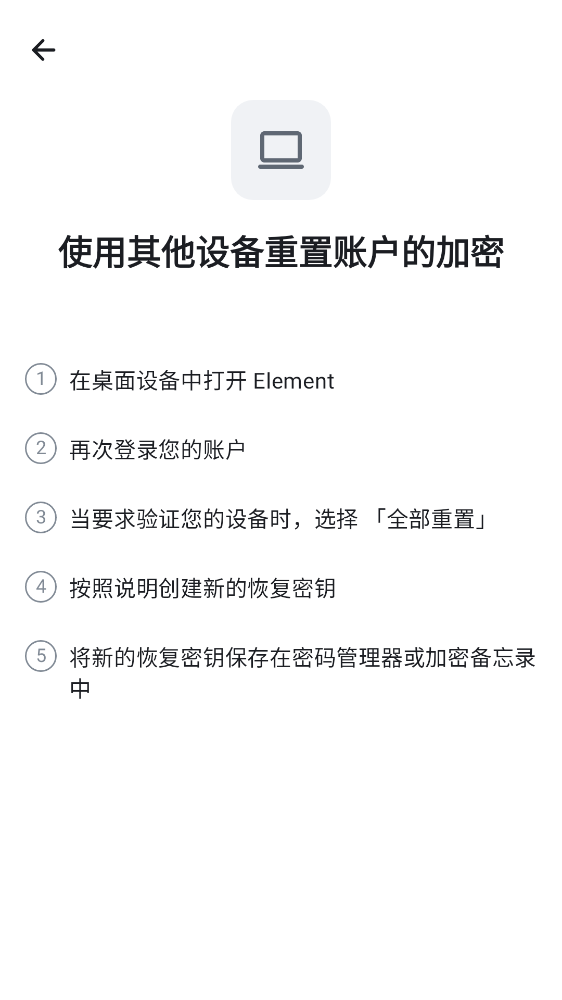 使用其他设备重置账户的加密
1 在桌面设备中打开 Element
2 再次登录您的账户
3 当要求验证您的设备时，选择 「全部重置」
4 按照说明创建新的恢复密钥
5 将新的恢复密钥保存在密码管理器或加密备忘录
中